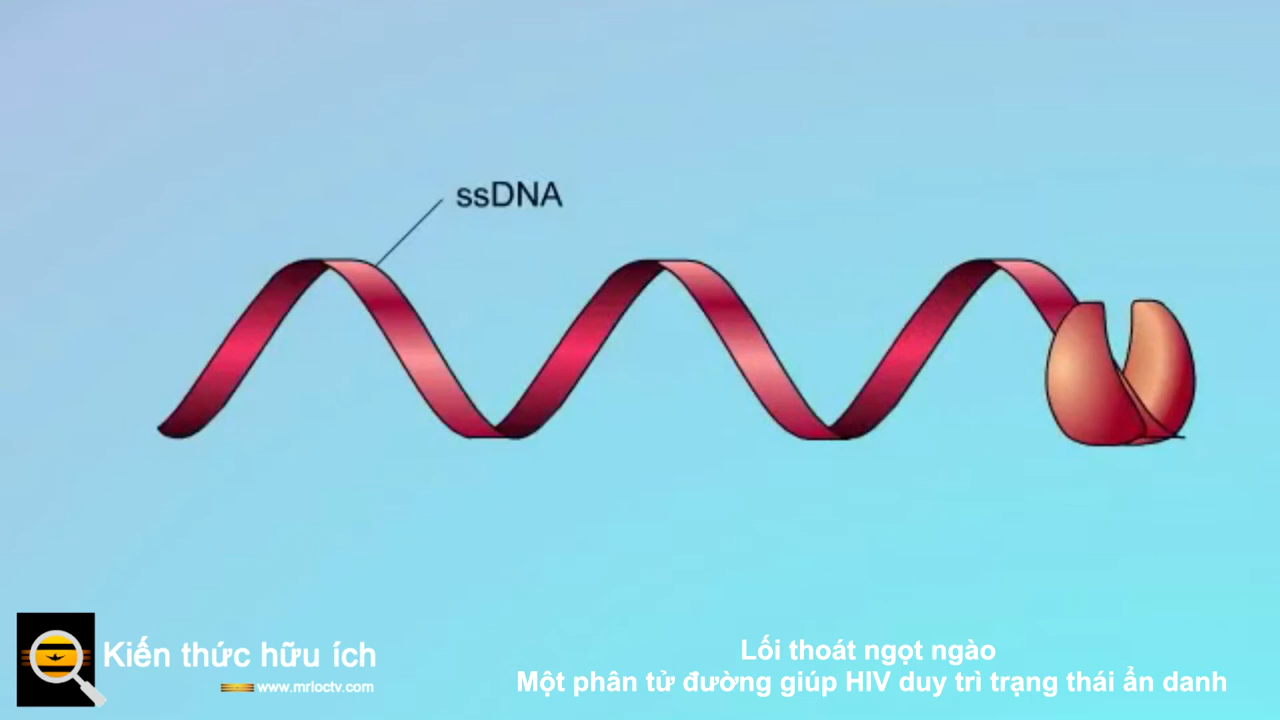 ssDNA
Kiến thức hữu ích
www.mrloctv.com
Lối thoát ngọt ngào
Một phân tử đường giúp HIV duy trì trạng thái ẩn danh